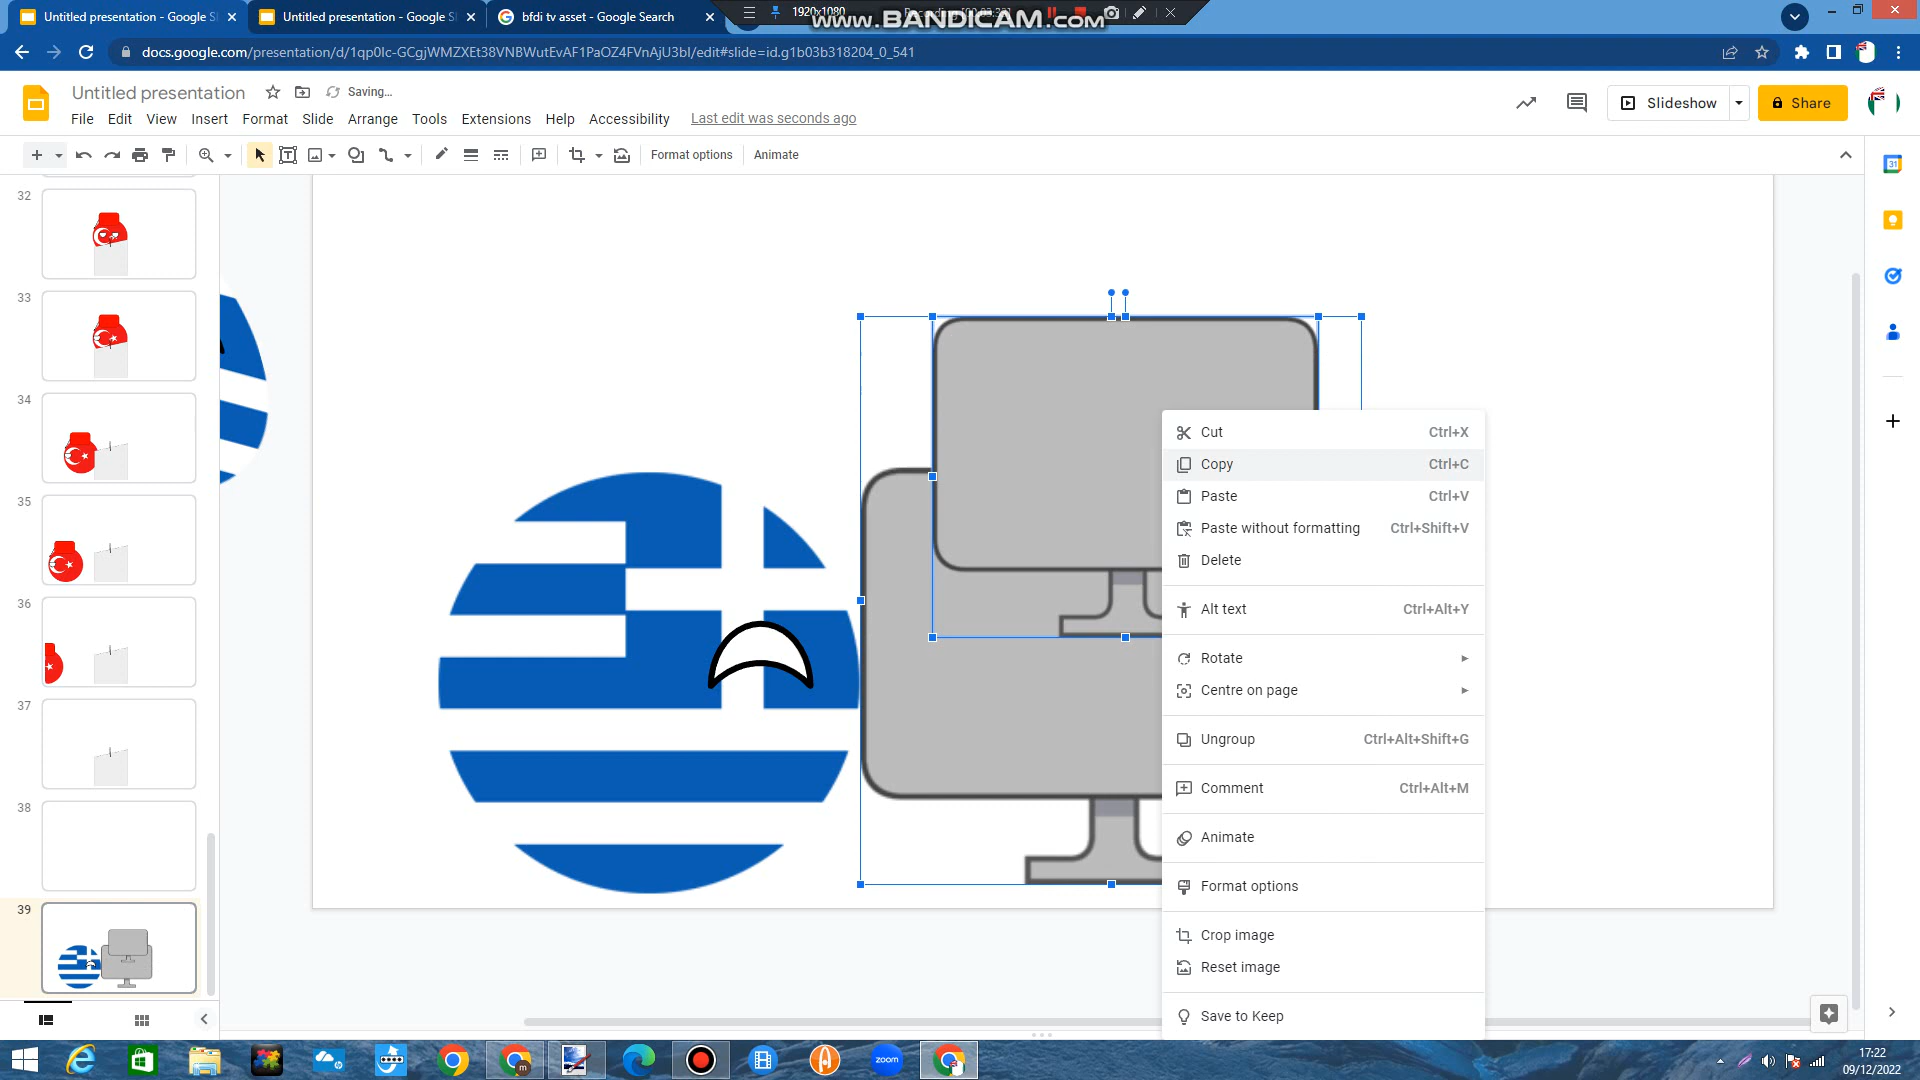 Untitled presentation - Google S
Untitled presentation - Google S
bfdi tv asset - Google Search
1920x1080
www.BANDICAM.com
docs.google.com/presentation/d/1qp0lc-GCgjWMZXEt38VNBWutEvAF1PaOZ4FVnAjU3bI/edit#slide=id.g1b03b318204_0_541
Untitled presentation
Saving...
Slideshow
Share
File Edit View Insert Format Slide Arrange Tools Extensions Help Accessibility Last edit was seconds ago
Format options
Animate
31
32
33
34
35
36
37
38
39
Cut Ctrl+X
Copy Ctrl+C
Paste Ctrl+V
Paste without formatting Ctrl+Shift+V
Delete
Alt text Ctrl+Alt+Y
Rotate
Centre on page
Ungroup Ctrl+Alt+Shift+G
Comment Ctrl+Alt+M
Animate
Format options
Crop image
Reset image
Save to Keep
zoom
17:22
09/12/2022